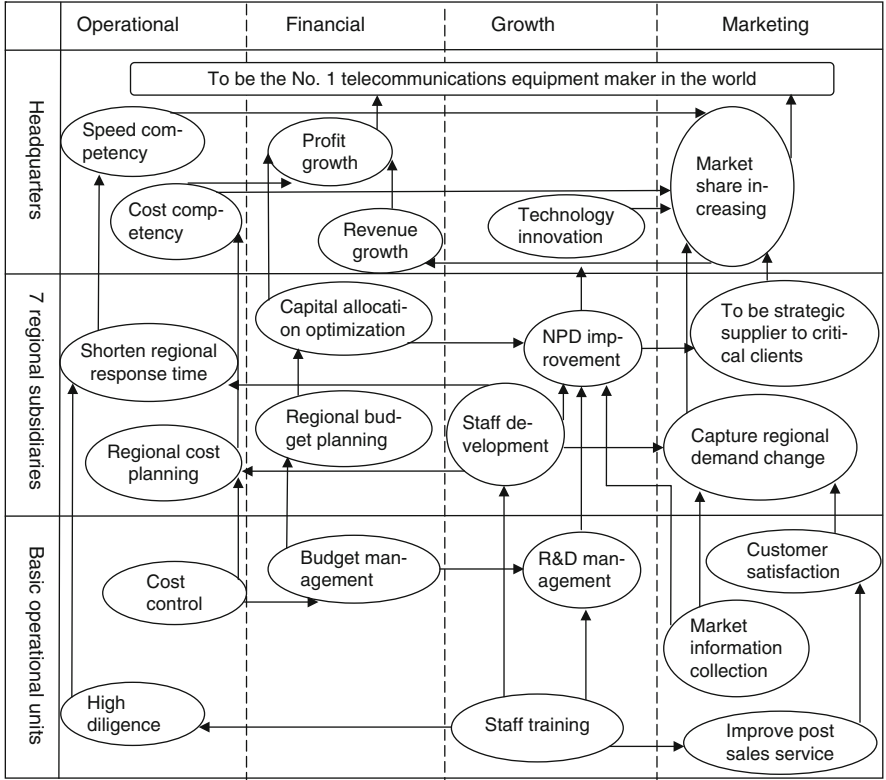 Operational
Financial
Growth
Marketing
Headquarters
To be the No. 1 telecommunications equipment maker in the world
Speed com-
petency
Profit
growth
Market
share in-
creasing
Cost comp-
etency
Revenue
growth
Technology
innovation
7 regional subsidiaries
Capital allocati-
on optimization
To be strategic
supplier to criti-
cal clients
Shorten regional
response time
NPD imp-
rovement
Regional bud-
get planning
Staff de-
velopment
Capture regional
demand change
Regional cost
planning
Basic operational units
Budget man-
agement
R&D man-
agement
Customer
satisfaction
Cost
control
Market
information
collection
High
diligence
Staff training
Improve post
sales service